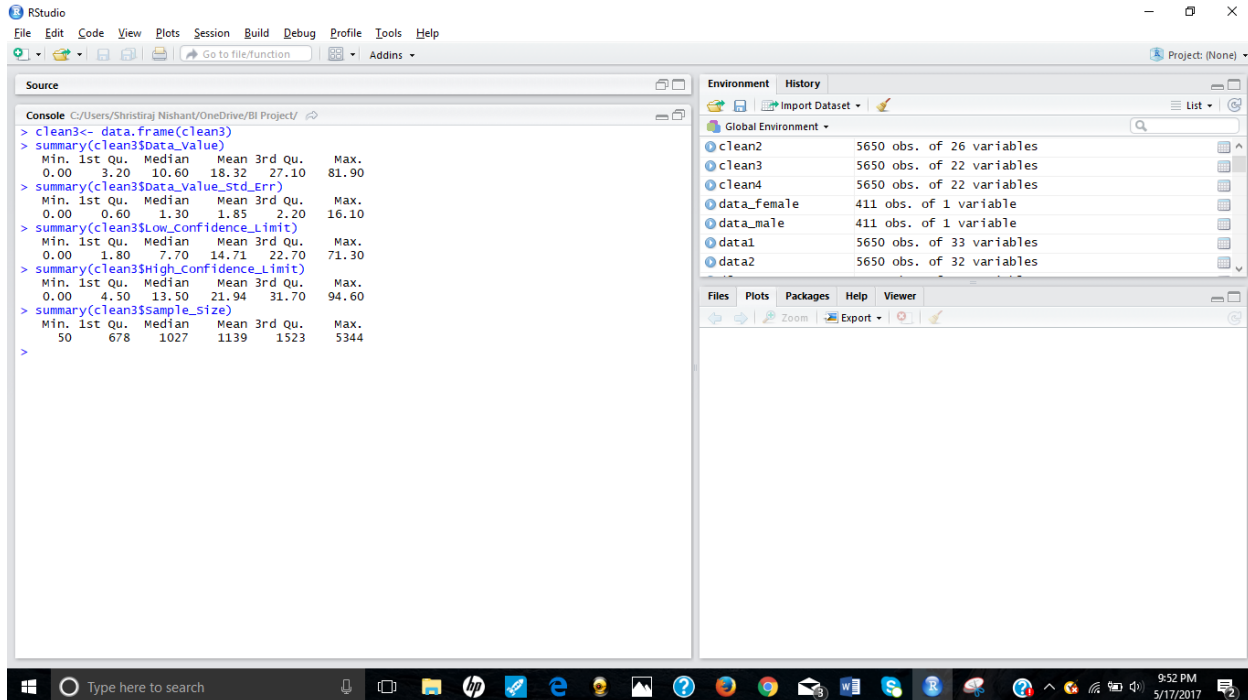 RStudio
File Edit Code View Plots Session Build Debug Profile Tools Help
Go to file/function Addins Project: (None)
Source
Console C:/Users/Shristiraj Nishant/OneDrive/BI Project/
> clean3<- data.frame(clean3)
> summary(clean3$Data_Value)
Min. 1st Qu. Median Mean 3rd Qu. Max.
0.00 3.20 10.60 18.32 27.10 81.90
> summary(clean3$Data_Value_Std_Err)
Min. 1st Qu. Median Mean 3rd Qu. Max.
0.00 0.60 1.30 1.85 2.20 16.10
> summary(clean3$Low_Confidence_Limit)
Min. 1st Qu. Median Mean 3rd Qu. Max.
0.00 1.80 7.70 14.71 22.70 71.30
> summary(clean3$High_Confidence_Limit)
Min. 1st Qu. Median Mean 3rd Qu. Max.
0.00 4.50 13.50 21.94 31.70 94.60
> summary(clean3$Sample_Size)
Min. 1st Qu. Median Mean 3rd Qu. Max.
50 678 1027 1139 1523 5344
>
Environment History
Import Dataset List
Global Environment
clean2 5650 obs. of 26 variables
clean3 5650 obs. of 22 variables
clean4 5650 obs. of 22 variables
data_female 411 obs. of 1 variable
data_male 411 obs. of 1 variable
data1 5650 obs. of 33 variables
data2 5650 obs. of 32 variables
Files Plots Packages Help Viewer
Zoom Export
Type here to search
9:52 PM
5/17/2017